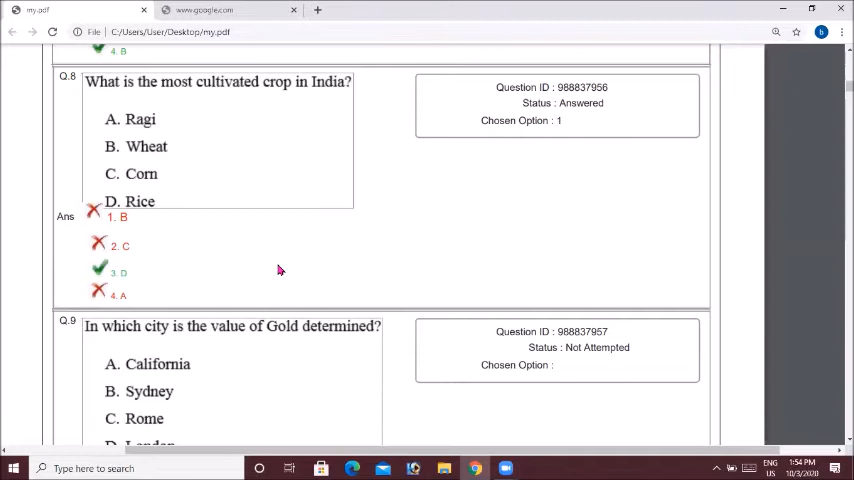 my.pdf
www.google.com
File
C:/Users/User/Desktop/my.pdf
b
4. B
Q.8
What is the most cultivated crop in India?
A. Ragi
B. Wheat
C. Corn
D. Rice
Question ID : 988837956
Status : Answered
Chosen Option : 1
Ans
1. B
2. C
3. D
4. A
Q.9
In which city is the value of Gold determined?
A. California
B. Sydney
C. Rome
D. London
Question ID : 988837957
Status : Not Attempted
Chosen Option :
Type here to search
ENG
US
1:54 PM
10/3/2020